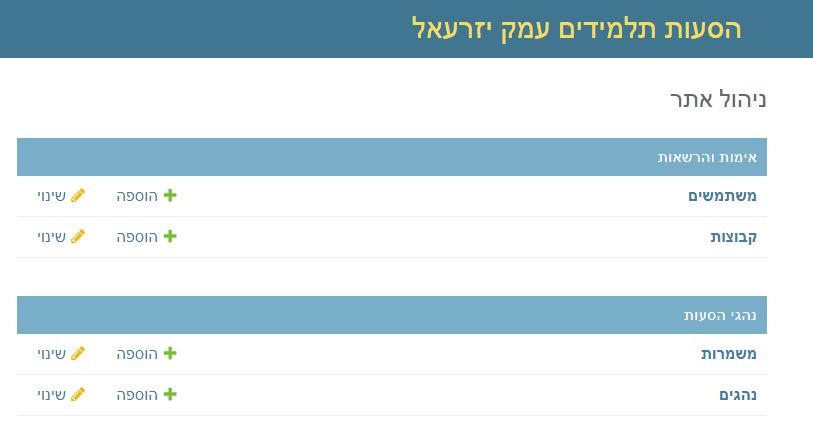 הסעות תלמידים עמק יזרעאל
ניהול אתר
אימות והרשאות
משתמשים הוספה שינוי
קבוצות הוספה שינוי
נהגי הסעות
משמרות הוספה שינוי
נהגים הוספה שינוי